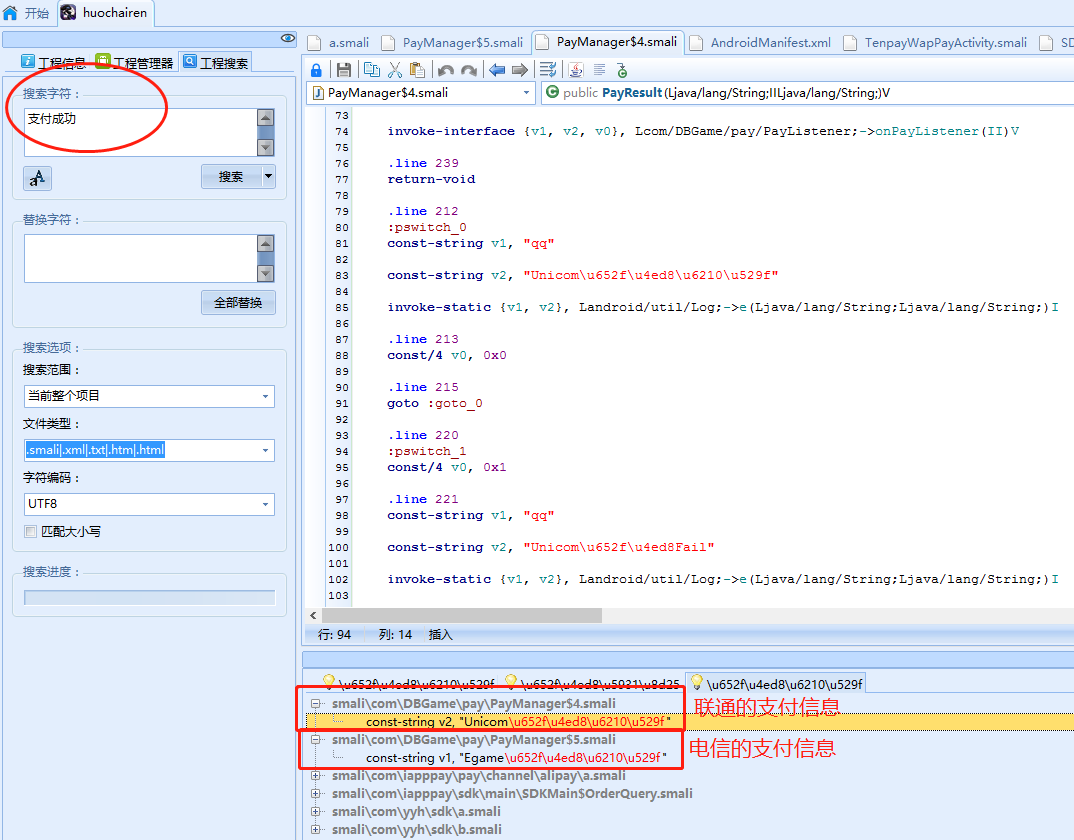 开始
huochairen
工程信息
工程管理器
工程搜索
搜索字符：
支付成功
搜索
替换字符：
全部替换
搜索选项：
搜索范围：
当前整个项目
文件类型：
.smali|.xml|.txt|.htm|.html
字符编码：
UTF8
匹配大小写
搜索进度：
a.smali
PayManager$5.smali
PayManager$4.smali
AndroidManifest.xml
TenpayWapPayActivity.smali
SD
PayManager$4.smali
public PayResult(Ljava/lang/String;IILjava/lang/String;)V
73
74 invoke-interface {v1, v2, v0}, Lcom/DBGame/pay/PayListener;->onPayListener(II)V
75
76 .line 239
77 return-void
78
79 .line 212
80 :pswitch_0
81 const-string v1, "qq"
82
83 const-string v2, "Unicom\u652f\u4ed8\u6210\u529f"
84
85 invoke-static {v1, v2}, Landroid/util/Log;->e(Ljava/lang/String;Ljava/lang/String;)I
86
87 .line 213
88 const/4 v0, 0x0
89
90 .line 215
91 goto :goto_0
92
93 .line 220
94 :pswitch_1
95 const/4 v0, 0x1
96
97 .line 221
98 const-string v1, "qq"
99
100 const-string v2, "Unicom\u652f\u4ed8Fail"
101
102 invoke-static {v1, v2}, Landroid/util/Log;->e(Ljava/lang/String;Ljava/lang/String;)I
103
行: 94 列: 14 插入
\u652f\u4ed8\u6210\u529f
\u652f\u4ed8\u5931\u8d25
\u652f\u4ed8\u6210\u529f
smali\com\DBGame\pay\PayManager$4.smali
联通的支付信息
const-string v2, "Unicom\u652f\u4ed8\u6210\u529f"
smali\com\DBGame\pay\PayManager$5.smali
电信的支付信息
const-string v1, "Egame\u652f\u4ed8\u6210\u529f"
smali\com\iapppay\pay\channel\alipay\a.smali
smali\com\iapppay\sdk\main\SDKMain$OrderQuery.smali
smali\com\yyh\sdk\a.smali
smali\com\yyh\sdk\b.smali